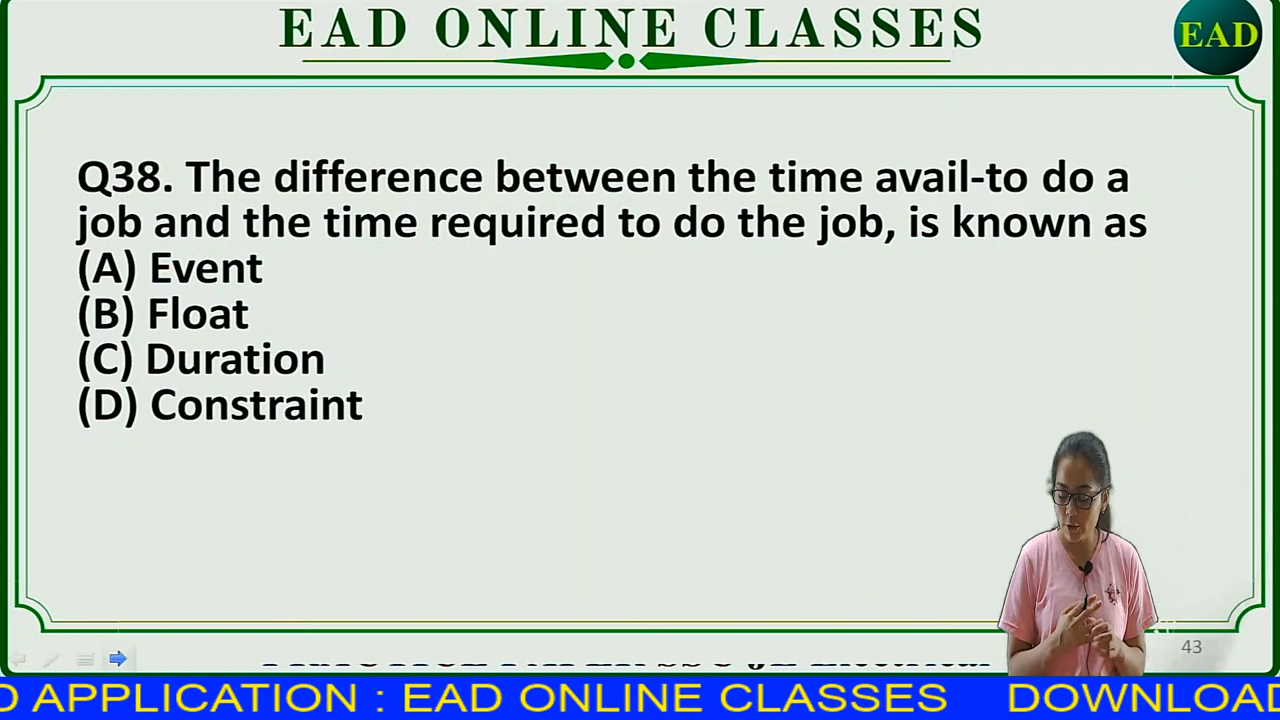 EAD ONLINE CLASSES
EAD
Q38. The difference between the time avail-to do a
job and the time required to do the job, is known as
(A) Event
(B) Float
(C) Duration
(D) Constraint
43
D APPLICATION : EAD ONLINE CLASSES DOWNLOAD